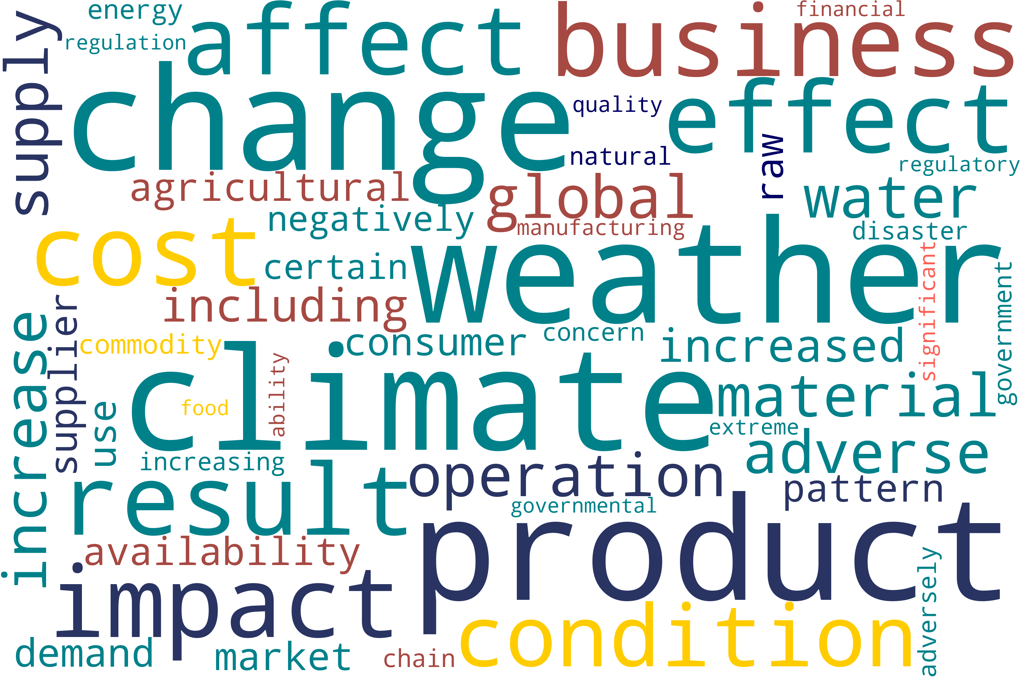 energy
financial
regulation
supply
affect
business
change
quality
effect
natural
raw
regulatory
agricultural
global
water
negatively
manufacturing
disaster
cost
certain
weather
significant
government
including
supplier
increase
commodity
consumer
concern
increased
climate
ability
food
use
material
extreme
increasing
adverse
result
operation
pattern
governmental
product
availability
impact
condition
adversely
demand
market
chain